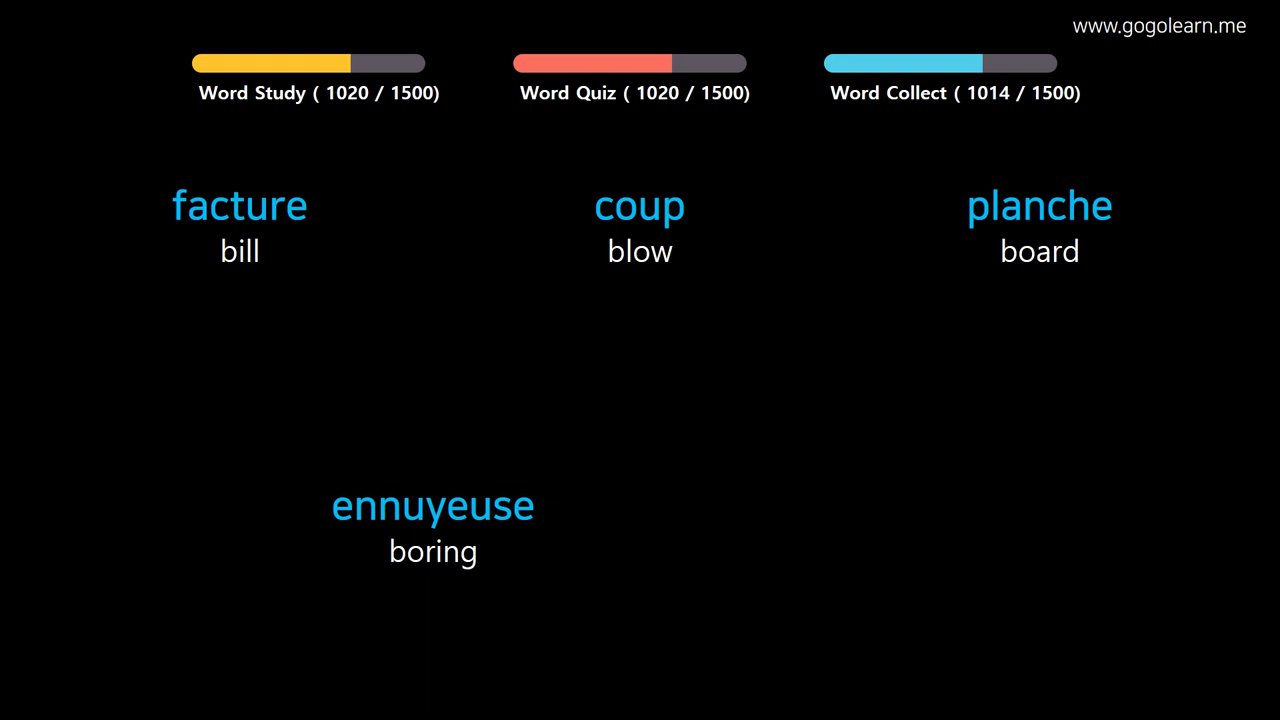 www.gogolearn.me
Word Study ( 1020 / 1500)
Word Quiz ( 1020 / 1500)
Word Collect ( 1014 / 1500)
facture
bill
coup
blow
planche
board
ennuyeuse
boring